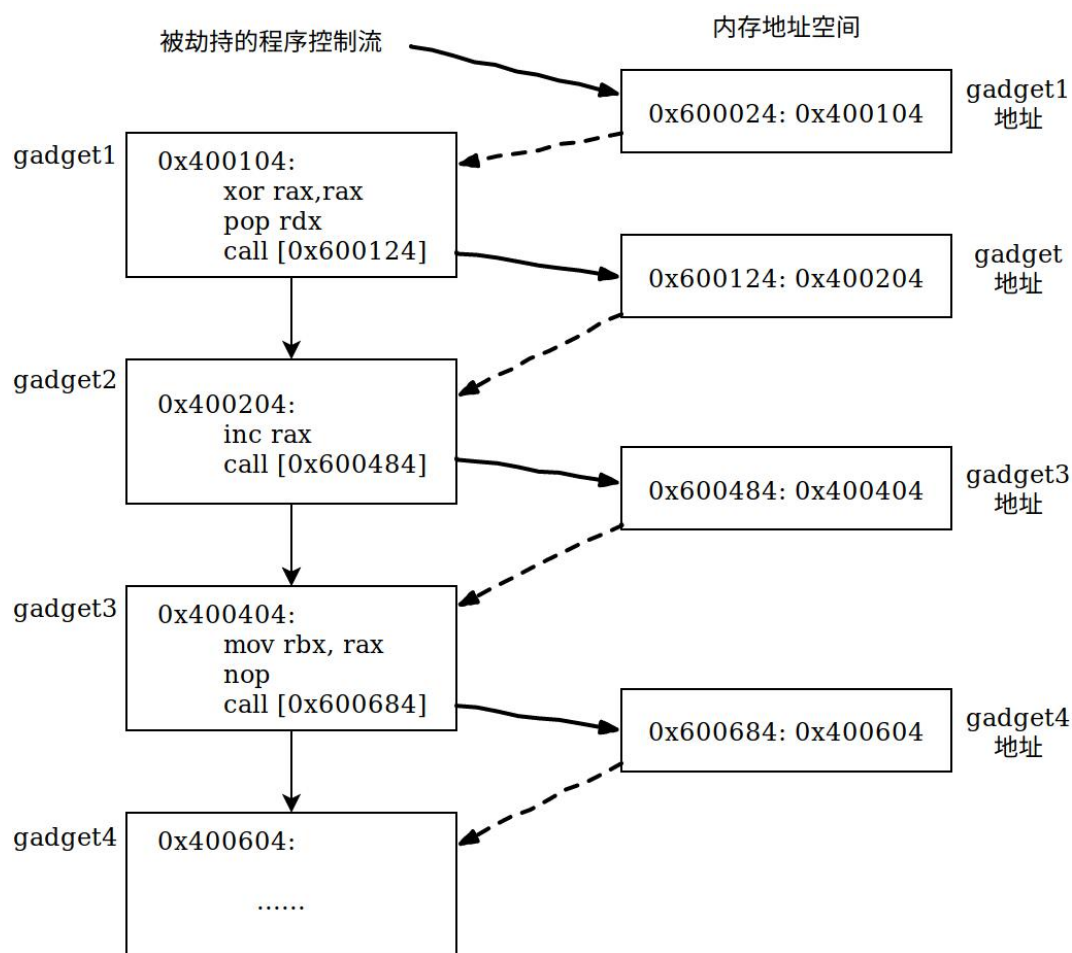 被劫持的程序控制流
内存地址空间
0x600024: 0x400104
gadget1
地址
gadget1
0x400104:
xor rax,rax
pop rdx
call [0x600124]
0x600124: 0x400204
gadget
地址
gadget2
0x400204:
inc rax
call [0x600484]
0x600484: 0x400404
gadget3
地址
gadget3
0x400404:
mov rbx, rax
nop
call [0x600684]
0x600684: 0x400604
gadget4
地址
gadget4
0x400604:
......